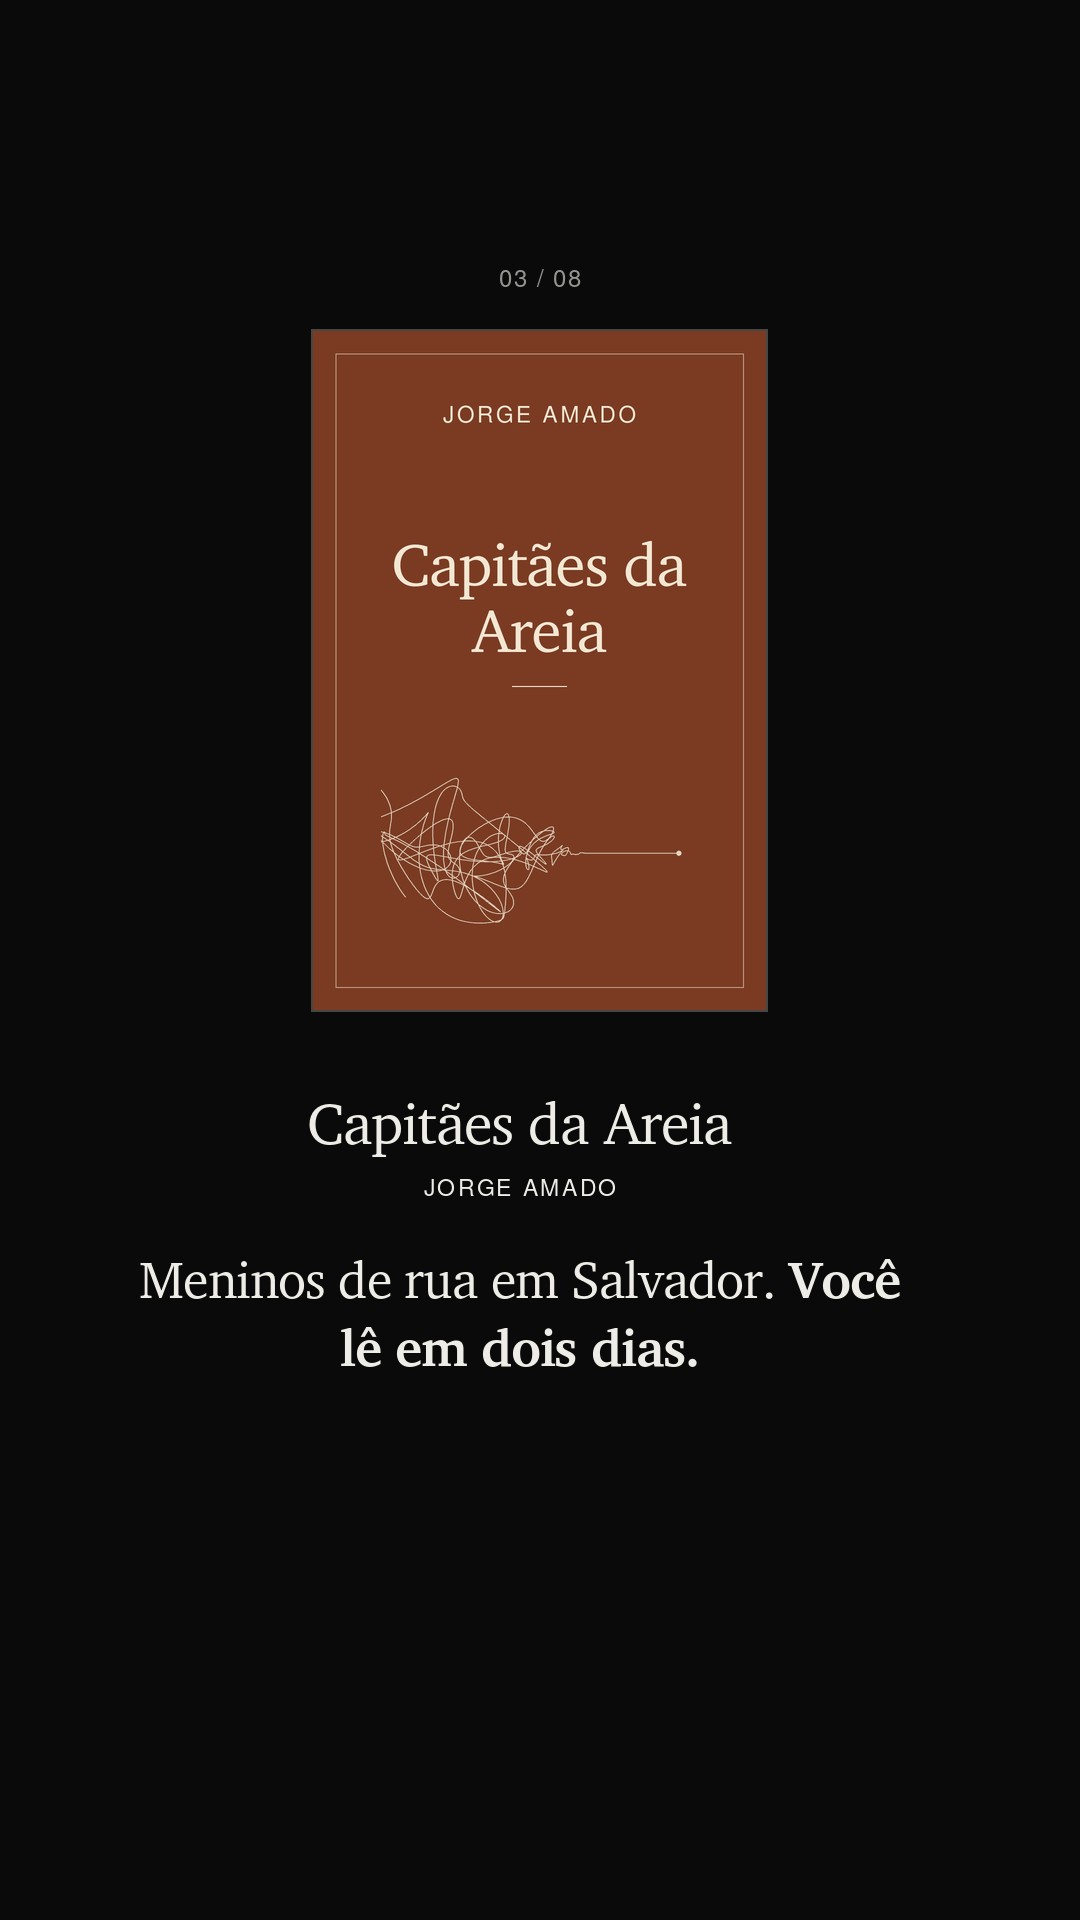 03 / 08
JORGE AMADO
Capitães da
Areia
Capitães da Areia
JORGE AMADO
Meninos de rua em Salvador. Você
lê em dois dias.